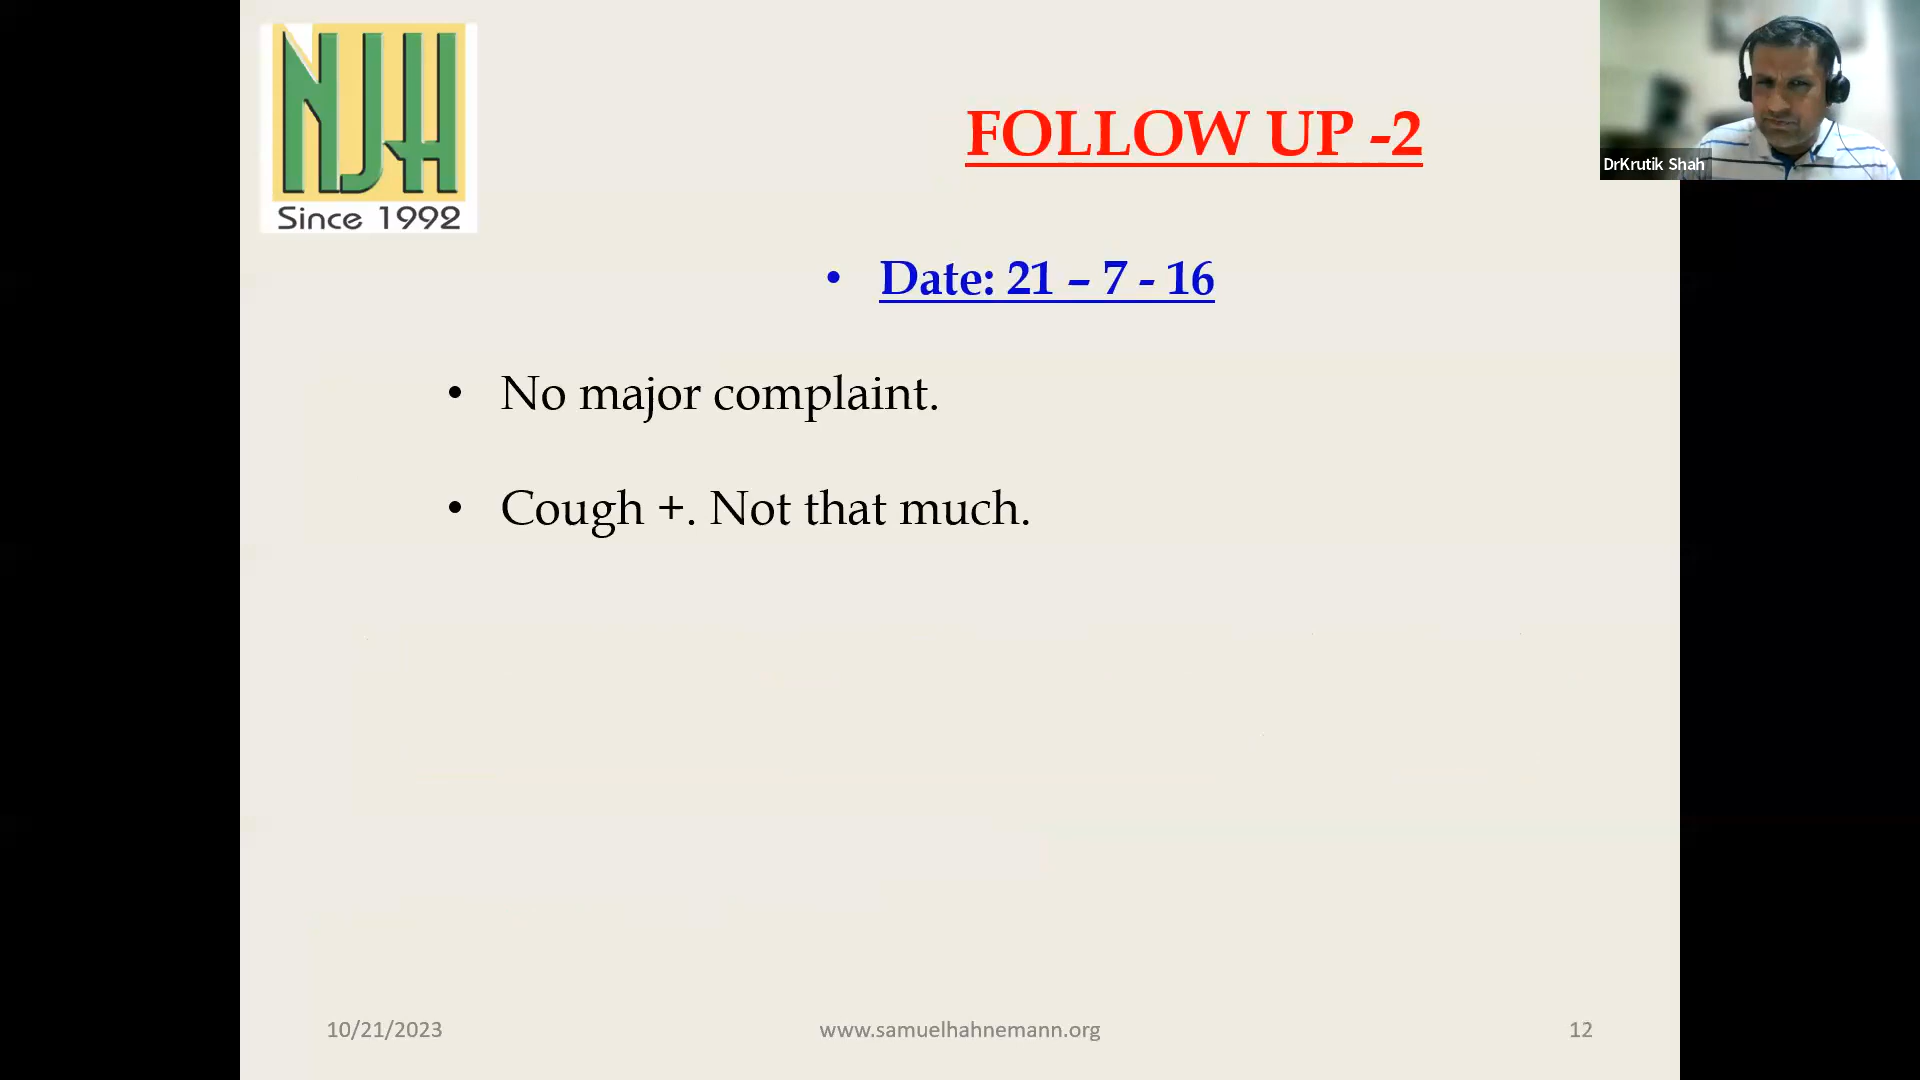 NJH
Since 1992
FOLLOW UP -2
DrKrutik Shah
• Date: 21 – 7 - 16
• No major complaint.
• Cough +. Not that much.
10/21/2023
www.samuelhahnemann.org
12